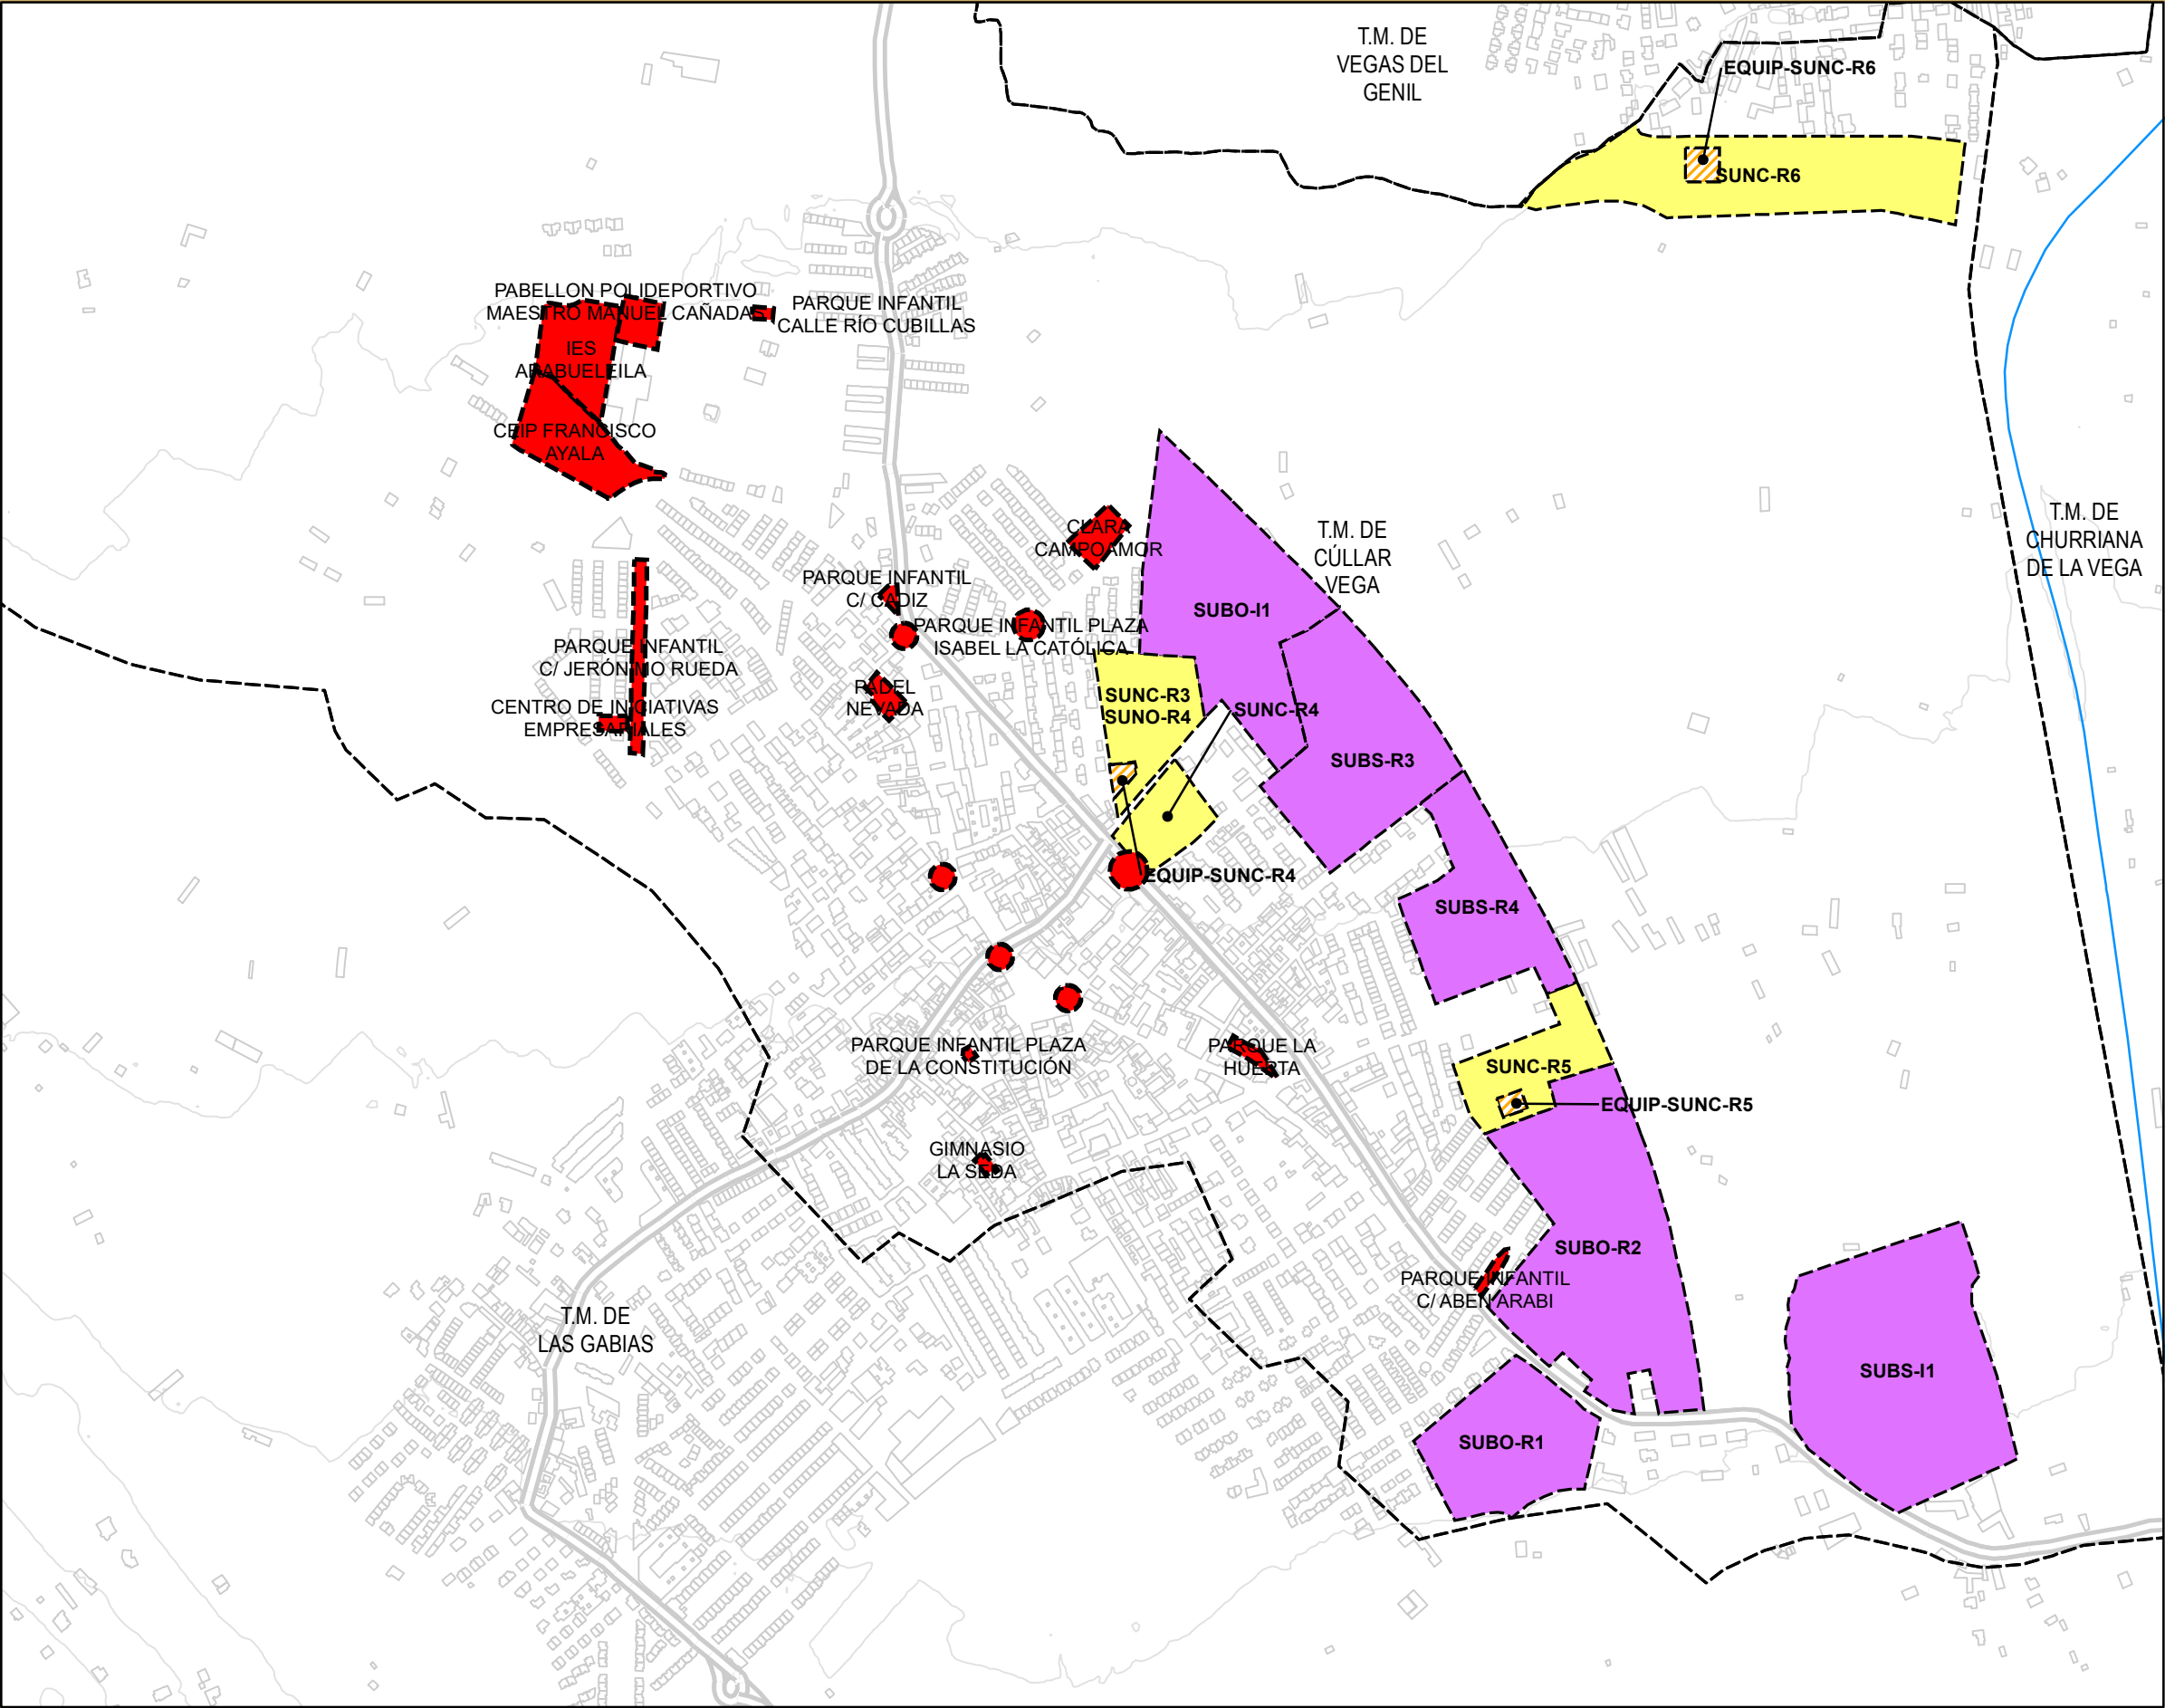 T.M. DE
VEGAS DEL
GENIL
EQUIP-SUNC-R6
SUNC-R6
PABELLON POLIDEPORTIVO
MAESTRO MANUEL CAÑADAS
PARQUE INFANTIL
CALLE RÍO CUBILLAS
IES
ARABULEILA
CEIP FRANCISCO
AYALA
CLARA
CAMPOAMOR
T.M. DE
CÚLLAR
VEGA
T.M. DE
CHURRIANA
DE LA VEGA
PARQUE INFANTIL
C/ CADIZ
SUBO-I1
PARQUE INFANTIL PLAZA
ISABEL LA CATÓLICA
PARQUE INFANTIL
C/ JERÓNIMO RUEDA
PADEL
NEVADA
CENTRO DE INICIATIVAS
EMPRESARIALES
SUNC-R3
SUNO-R4
SUNC-R4
SUBS-R3
EQUIP-SUNC-R4
SUBS-R4
PARQUE INFANTIL PLAZA
DE LA CONSTITUCIÓN
PARQUE LA
HUERTA
SUNC-R5
EQUIP-SUNC-R5
GIMNASIO
LA SEDA
SUBO-R2
PARQUE INFANTIL
C/ ABEN ARABI
T.M. DE
LAS GABIAS
SUBS-I1
SUBO-R1